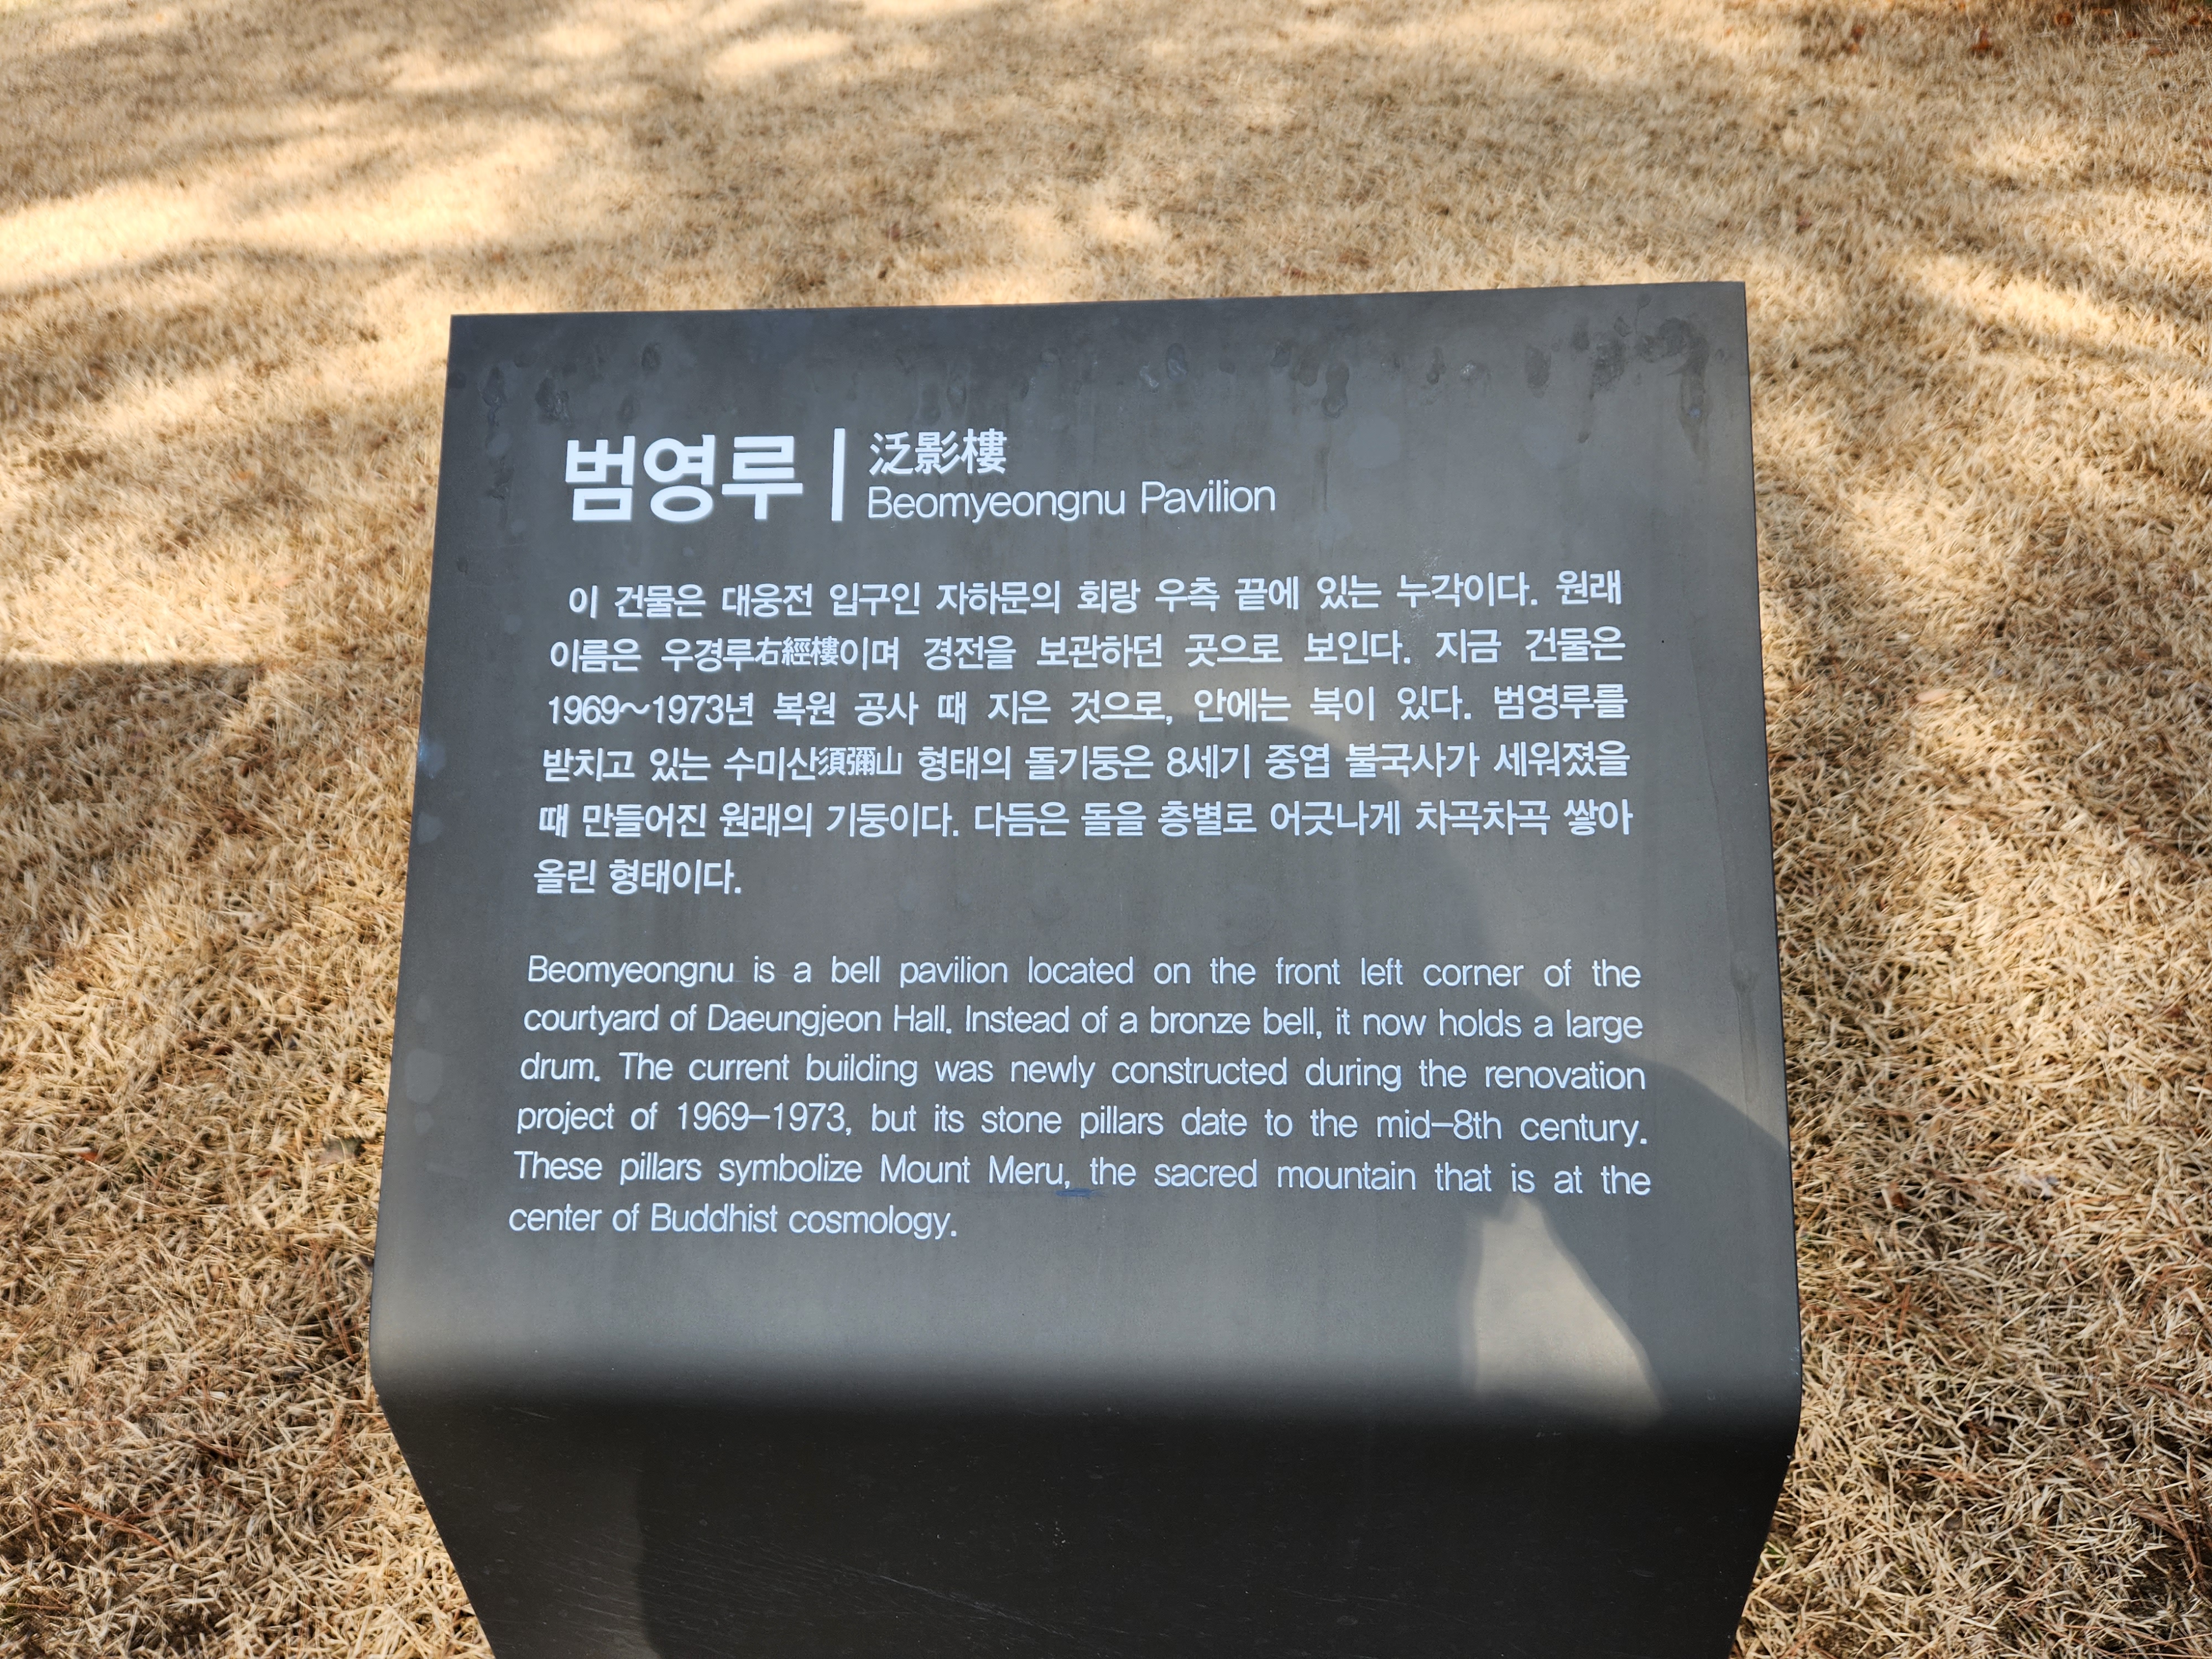 범영루 | 泛影樓
Beomyeongnu Pavilion
이 건물은 대웅전 입구인 자하문의 회랑 우측 끝에 있는 누각이다. 원래
이름은 우경루右經樓이며 경전을 보관하던 곳으로 보인다. 지금 건물은
1969~1973년 복원 공사 때 지은 것으로, 안에는 북이 있다. 범영루를
받치고 있는 수미산須彌山 형태의 돌기둥은 8세기 중엽 불국사가 세워졌을
때 만들어진 원래의 기둥이다. 다듬은 돌을 층별로 어긋나게 차곡차곡 쌓아
올린 형태이다.
Beomyeongnu is a bell pavilion located on the front left corner of the
courtyard of Daeungjeon Hall. Instead of a bronze bell, it now holds a large
drum. The current building was newly constructed during the renovation
project of 1969–1973, but its stone pillars date to the mid–8th century.
These pillars symbolize Mount Meru, the sacred mountain that is at the
center of Buddhist cosmology.